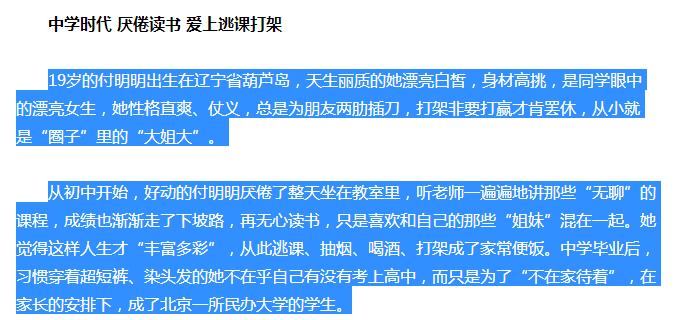 中学时代 厌倦读书 爱上逃课打架
19岁的付明明出生在辽宁省葫芦岛，天生丽质的她漂亮白皙，身材高挑，是同学眼中
的漂亮女生，她性格直爽、仗义，总是为朋友两肋插刀，打架非要打赢才肯罢休，从小就
是“圈子”里的“大姐大”。
从初中开始，好动的付明明厌倦了整天坐在教室里，听老师一遍遍地讲那些“无聊”的
课程，成绩也渐渐走了下坡路，再无心读书，只是喜欢和自己的那些“姐妹”混在一起。她
觉得这样人生才“丰富多彩”，从此逃课、抽烟、喝酒、打架成了家常便饭。中学毕业后，
习惯穿着超短裤、染头发的她不在乎自己有没有考上高中，而只是为了“不在家待着”，在
家长的安排下，成了北京一所民办大学的学生。